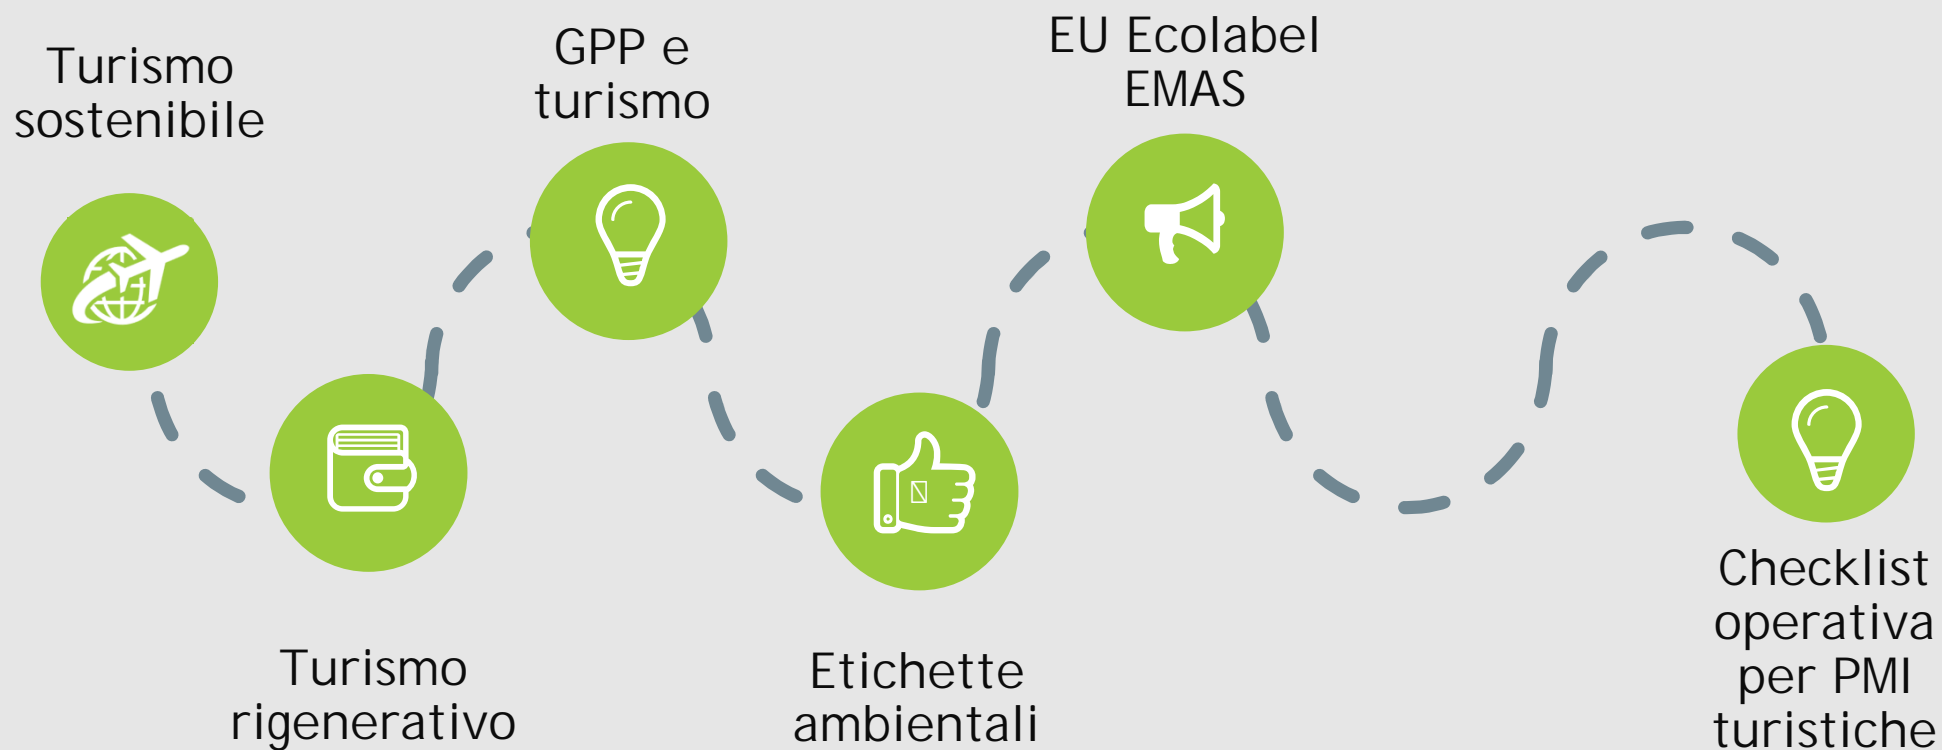 Turismo
sostenibile
Turismo
rigenerativo
GPP e
turismo
Etichette
ambientali
EU Ecolabel
EMAS
Checklist
operativa
per PMI
turistiche